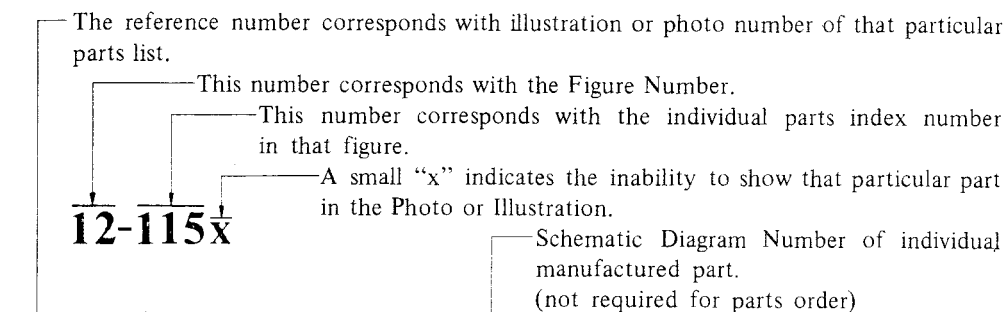 The reference number corresponds with illustration or photo number of that particular
parts list.
This number corresponds with the Figure Number.
This number corresponds with the individual parts index number
in that figure.
A small “x” indicates the inability to show that particular part
in the Photo or Illustration.
12-115x
Schematic Diagram Number of individual
manufactured part.
(not required for parts order)